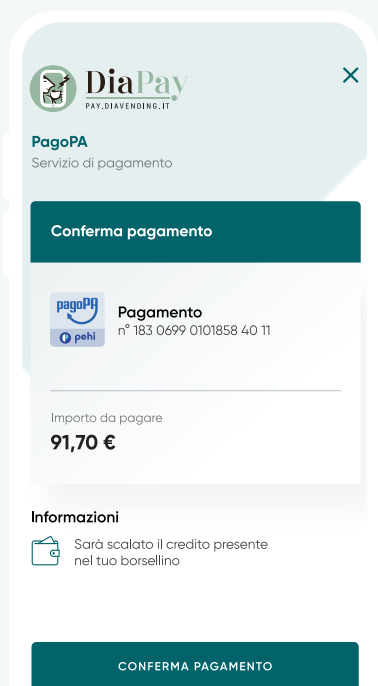 DiaPay
PAY.DIAVENDING.IT
PagoPA
Servizio di pagamento
Conferma pagamento
pagoPA
pehi
Pagamento
n° 183 0699 0101858 40 11
Importo da pagare
91,70 €
Informazioni
Sarà scalato il credito presente
nel tuo borsellino
CONFERMA PAGAMENTO